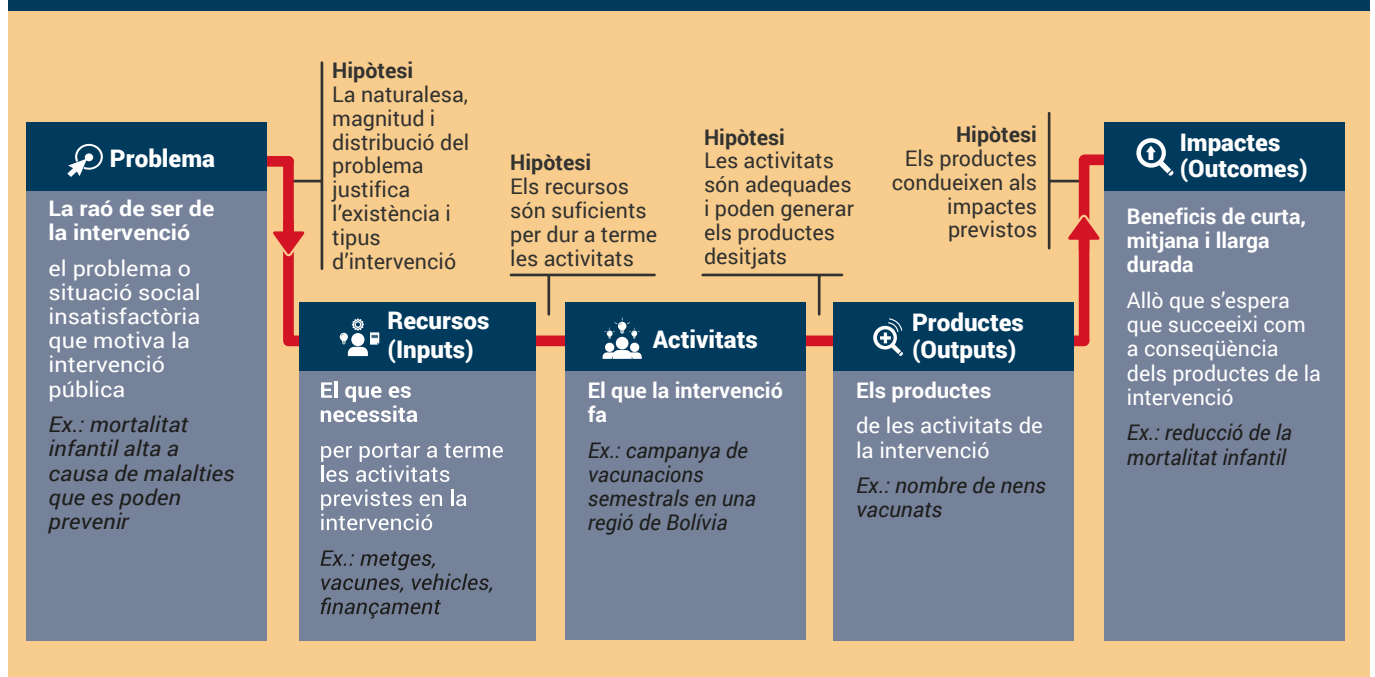 Problema
La raó de ser de
la intervenció
el problema o
situació social
insatisfactòria
que motiva la
intervenció
pública
Ex.: mortalitat
infantil alta a
causa de malalties
que es poden
prevenir
Hipòtesi
La naturalesa,
magnitud i
distribució del
problema
justifica
l’existència i
tipus
d’intervenció
Recursos
(Inputs)
El que es
necessita
per portar a terme
les activitats
previstes en la
intervenció
Ex.: metges,
vacunes, vehicles,
finançament
Hipòtesi
Els recursos
són suficients
per dur a terme
les activitats
Activitats
El que la intervenció
fa
Ex.: campanya de
vacunacions
semestrals en una
regió de Bolívia
Hipòtesi
Les activitats
són adequades
i poden generar
els productes
desitjats
Productes
(Outputs)
Els productes
de les activitats de
la intervenció
Ex.: nombre de nens
vacunats
Hipòtesi
Els productes
condueixen als
impactes
previstos
Impactes
(Outcomes)
Beneficis de curta,
mitjana i llarga
durada
Allò que s’espera
que succeeixi com
a conseqüència
dels productes de la
intervenció
Ex.: reducció de la
mortalitat infantil